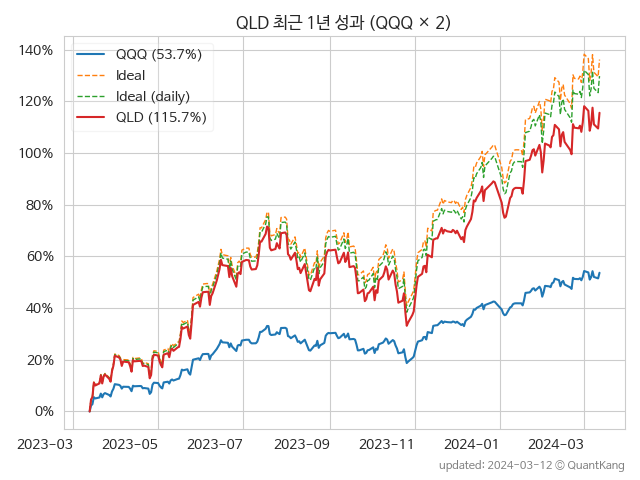 QLD 최근 1년 성과 (QQQ × 2)
QQQ (53.7%)
Ideal
Ideal (daily)
QLD (115.7%)
140%
120%
100%
80%
60%
40%
20%
0%
2023-03 2023-05 2023-07 2023-09 2023-11 2024-01 2024-03
updated: 2024-03-12 © QuantKang